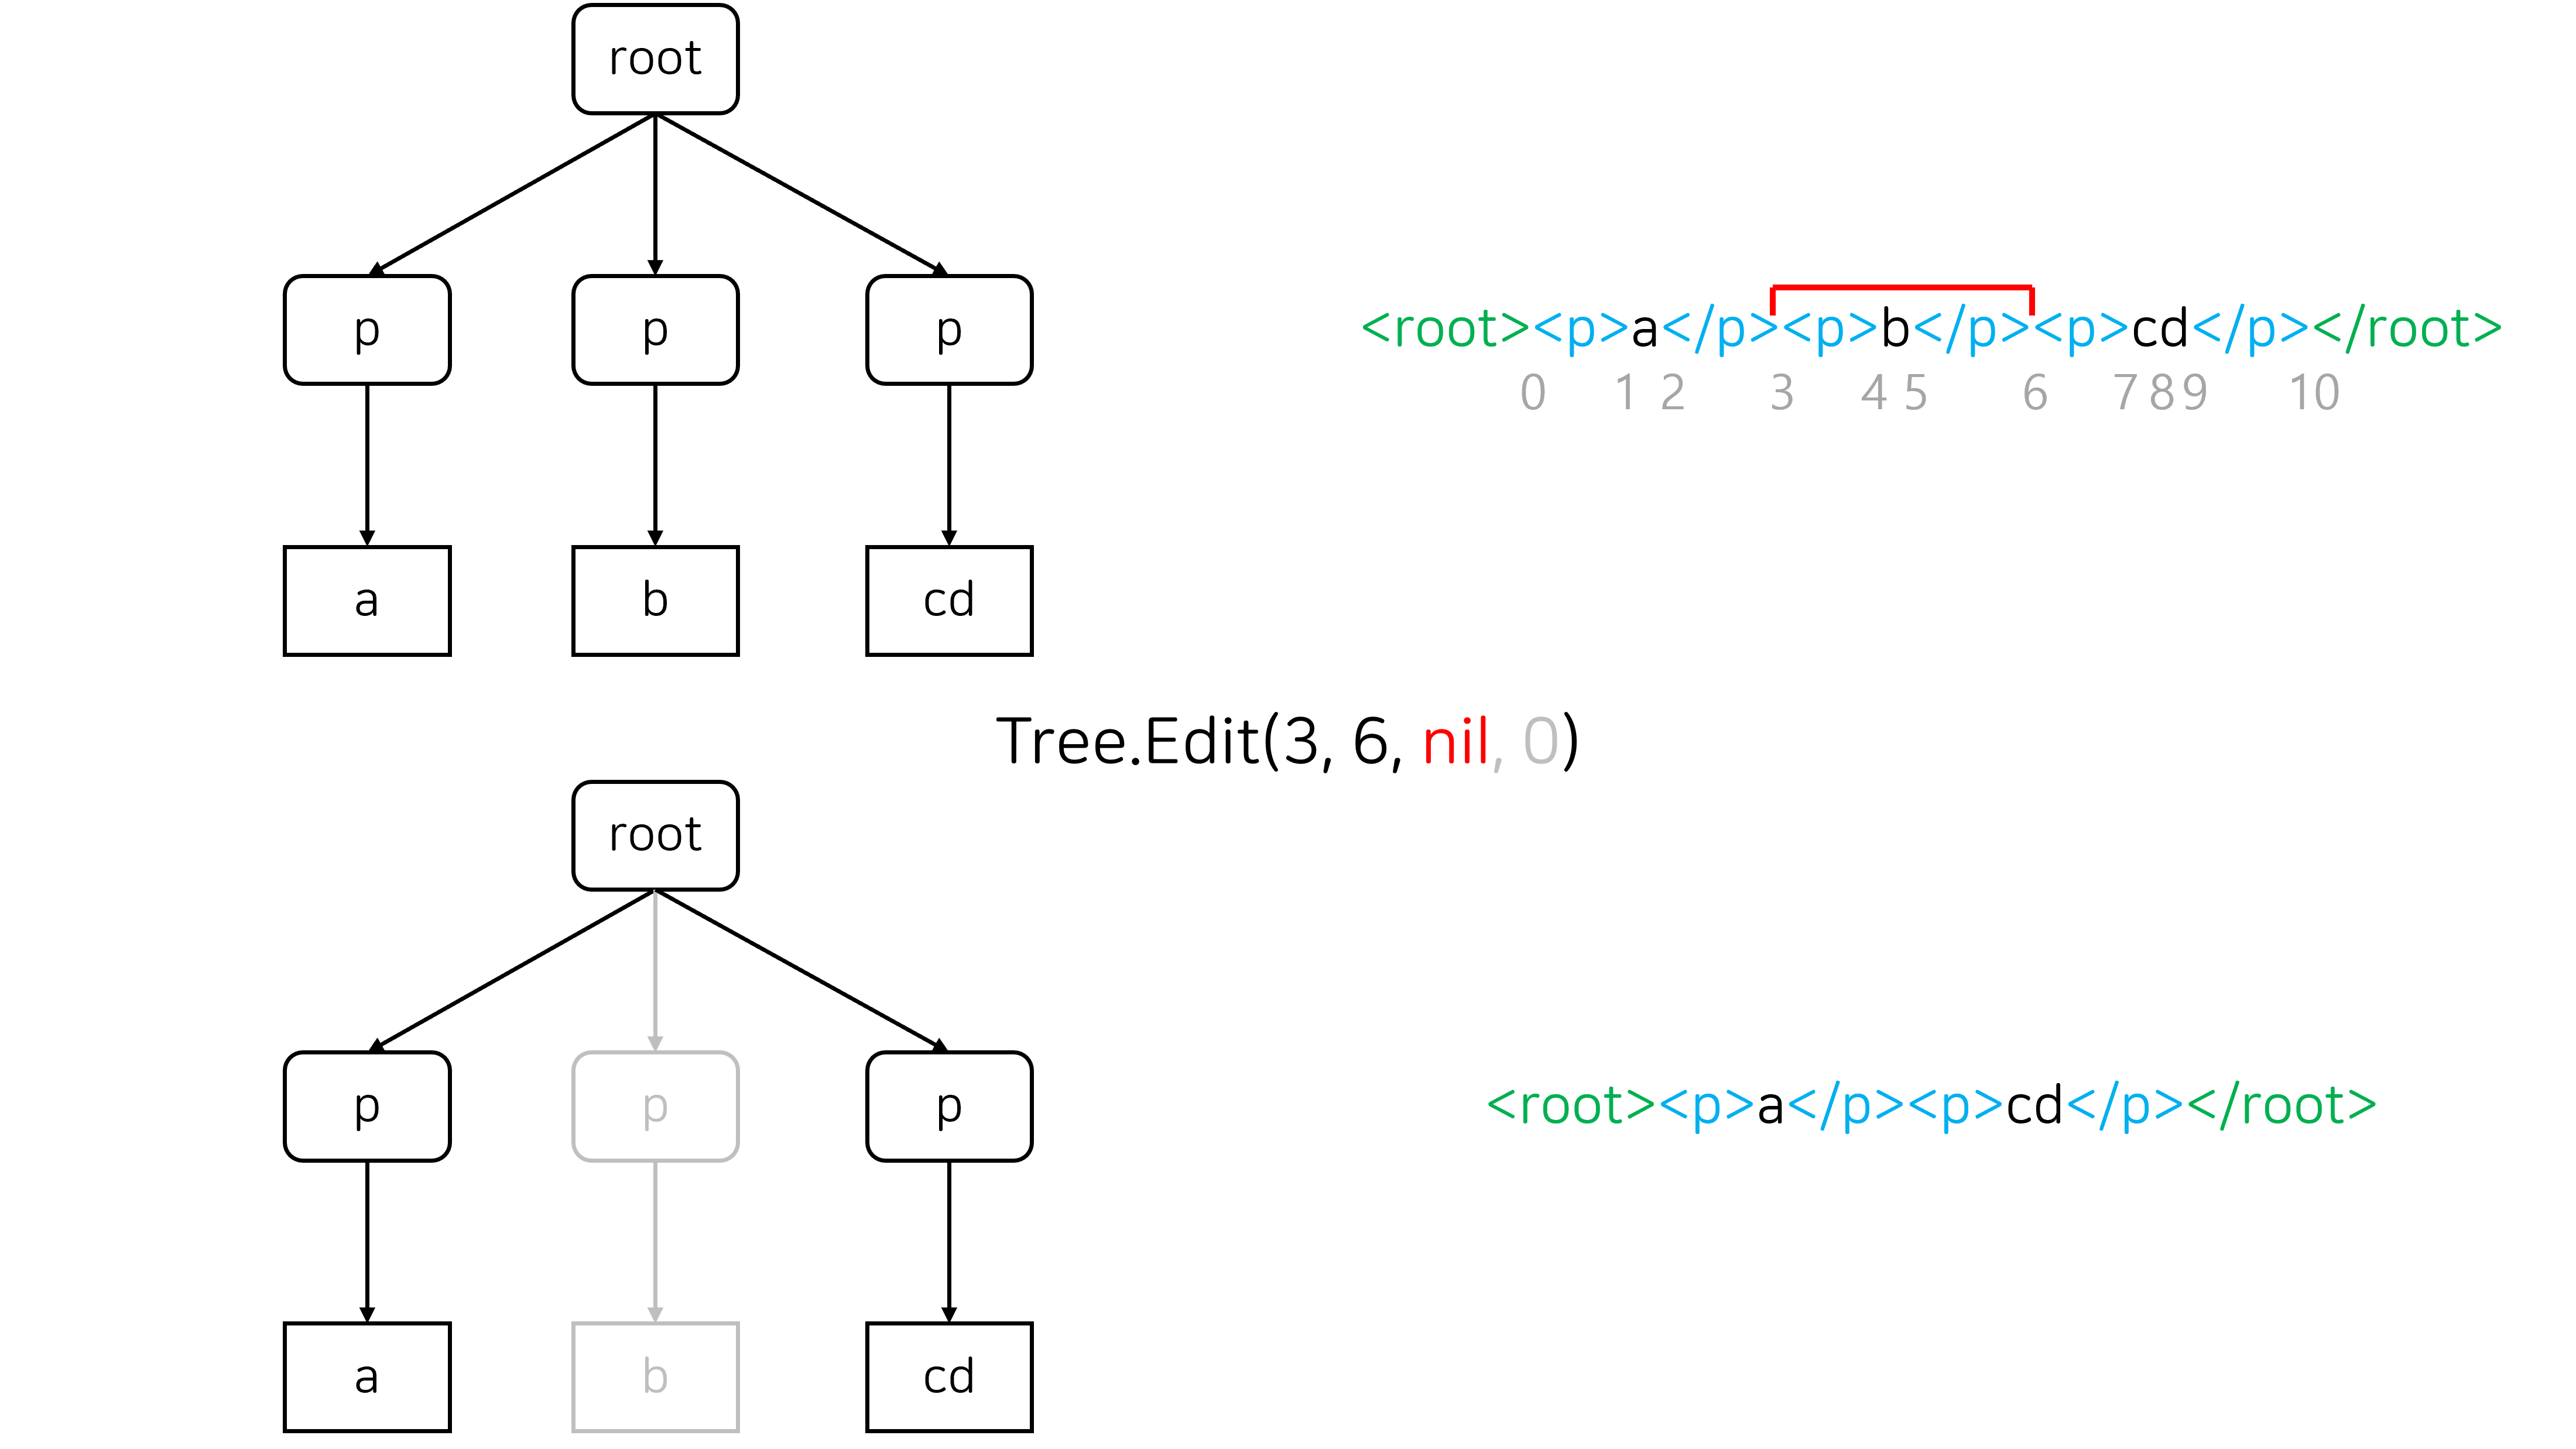 root
p p p
<root><p>a</p><p>b</p><p>cd</p></root>
0 1 2 3 4 5 6 7 8 9 10
a b cd
Tree.Edit(3, 6, nil, 0)
root
p p p
<root><p>a</p><p>cd</p></root>
a b cd